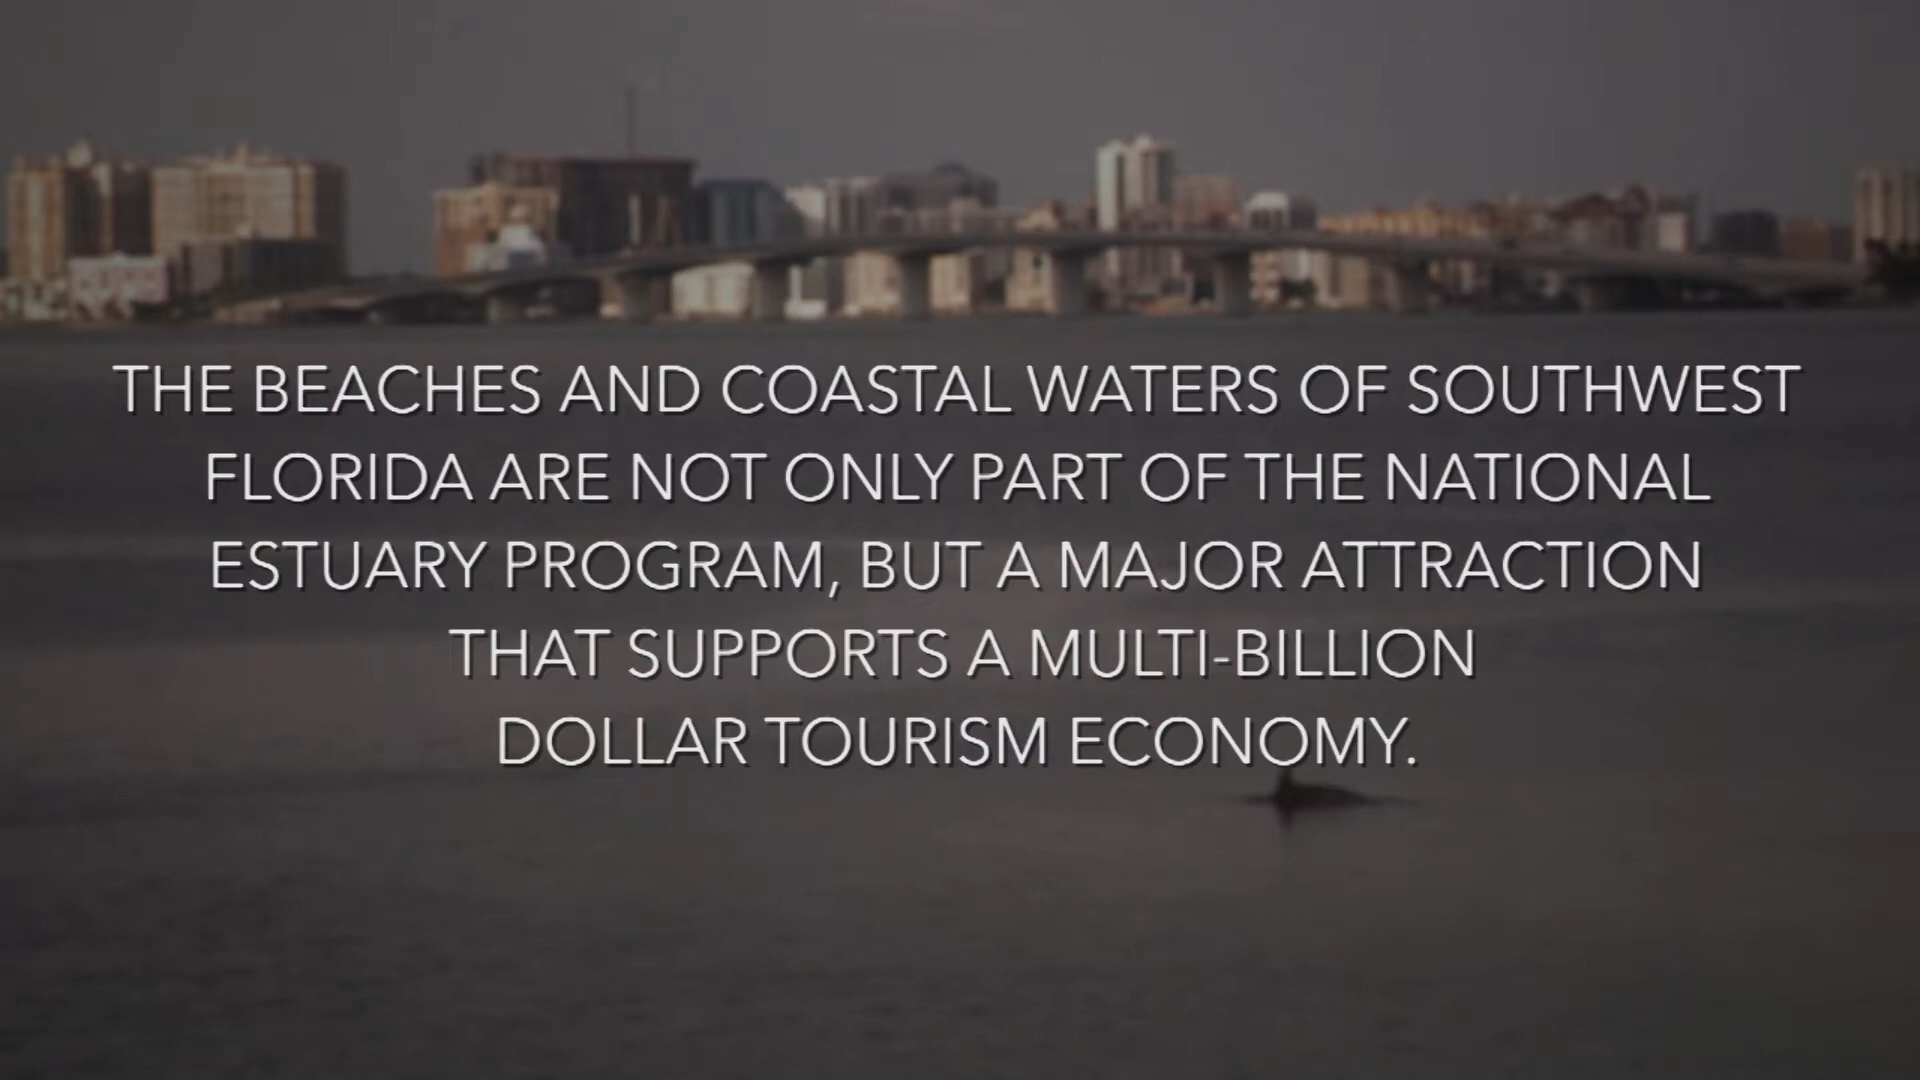 THE BEACHES AND COASTAL WATERS OF SOUTHWEST
FLORIDA ARE NOT ONLY PART OF THE NATIONAL
ESTUARY PROGRAM, BUT A MAJOR ATTRACTION
THAT SUPPORTS A MULTI-BILLION
DOLLAR TOURISM ECONOMY.